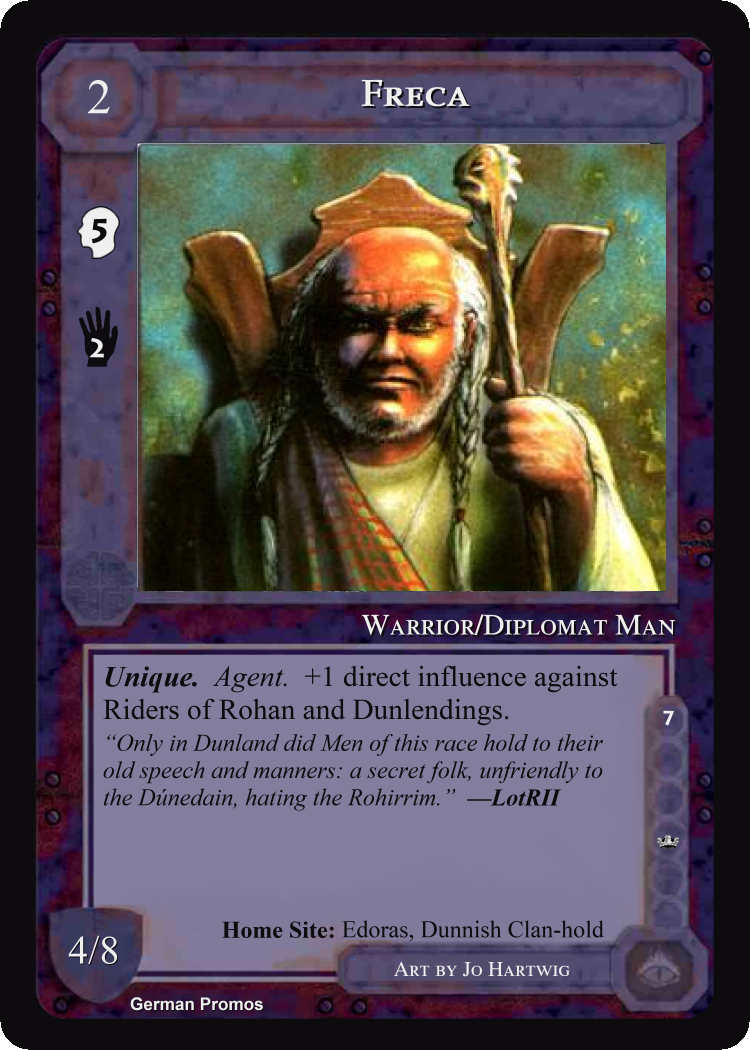 2
Freca
5
2
Warrior/Diplomat Man
Unique. Agent. +1 direct influence against
Riders of Rohan and Dunlendings.
“Only in Dunland did Men of this race hold to their
old speech and manners: a secret folk, unfriendly to
the Dúnedain, hating the Rohirrim.” —LotRII
7
Home Site: Edoras, Dunnish Clan-hold
4/8
Art by Jo Hartwig
German Promos